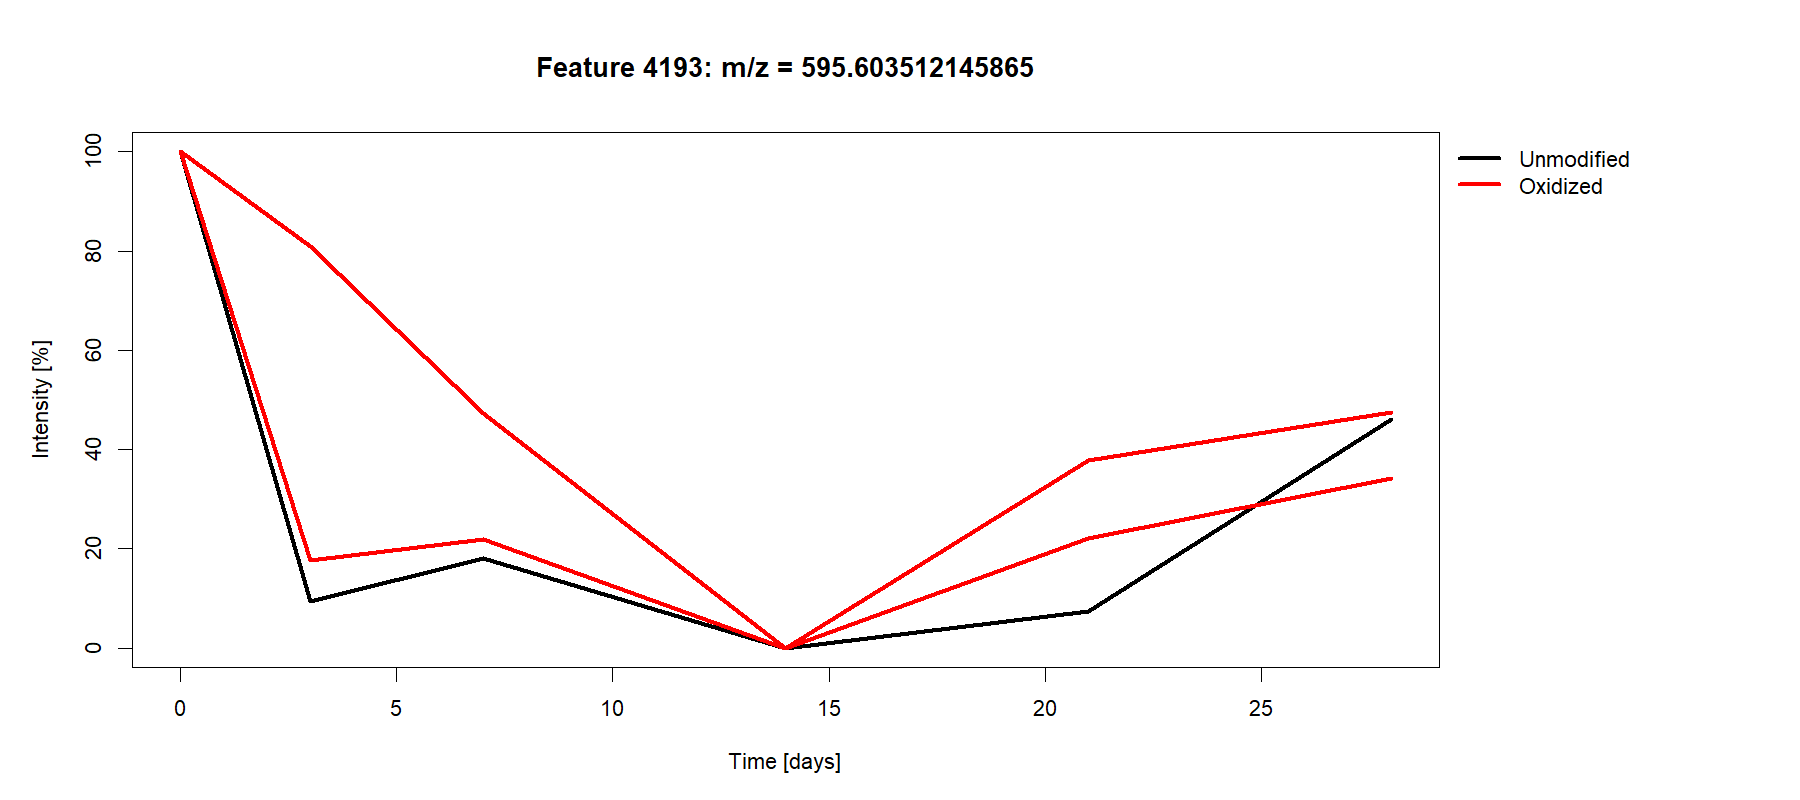 Feature 4193: m/z = 595.603512145865
Unmodified
Oxidized
100
80
60
40
20
0
Intensity [%]
0 5 10 15 20 25
Time [days]